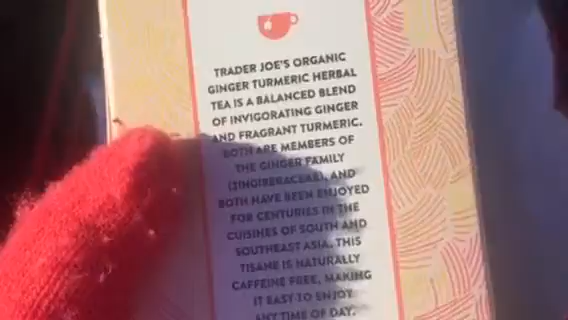 TRADER JOE'S ORGANIC
GINGER TURMERIC HERBAL
TEA IS A BALANCED BLEND
OF INVIGORATING GINGER
AND FRAGRANT TURMERIC.
BOTH ARE MEMBERS OF
THE GINGER FAMILY
(ZINGIBERACEAE), AND
BOTH HAVE BEEN ENJOYED
FOR CENTURIES IN THE
CUISINES OF SOUTH AND
SOUTHEAST ASIA. THIS
TISANE IS NATURALLY
CAFFEINE FREE, MAKING
IT EASY TO ENJOY
ANY TIME OF DAY.